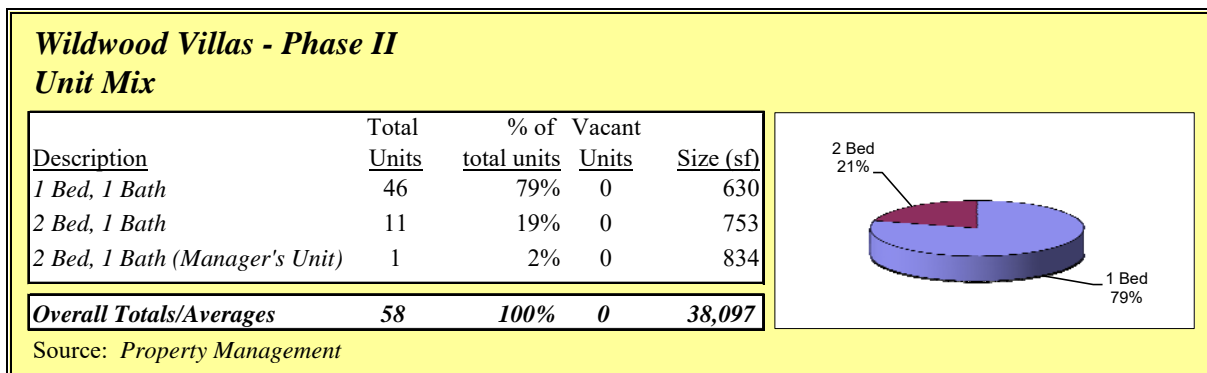 Wildwood Villas - Phase II
Unit Mix
Total % of Vacant
Description Units total units Units Size (sf)
1 Bed, 1 Bath 46 79% 0 630
2 Bed, 1 Bath 11 19% 0 753
2 Bed, 1 Bath (Manager's Unit) 1 2% 0 834
Overall Totals/Averages 58 100% 0 38,097
Source: Property Management
2 Bed
21%
1 Bed
79%